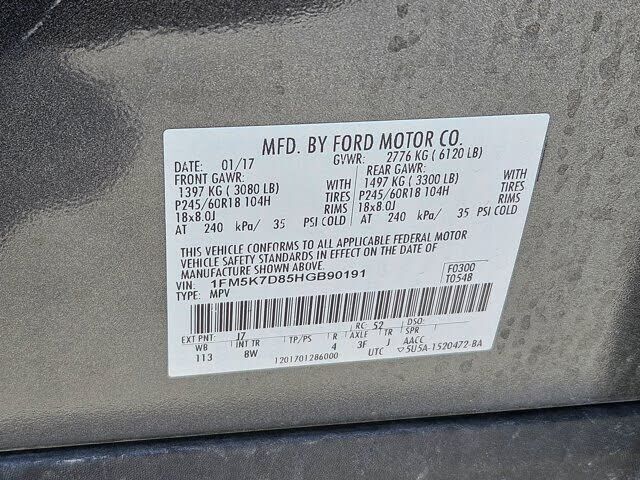 MFD. BY FORD MOTOR CO.
DATE: 01/17 GVWR: 2776 KG ( 6120 LB)
FRONT GAWR: REAR GAWR:
1397 KG ( 3080 LB) WITH 1497 KG ( 3300 LB) WITH
P245/60R18 104H TIRES P245/60R18 104H TIRES
18x8.0J RIMS 18x8.0J RIMS
AT 240 kPa/ 35 PSI COLD AT 240 kPa/ 35 PSI COLD
THIS VEHICLE CONFORMS TO ALL APPLICABLE FEDERAL MOTOR
VEHICLE SAFETY STANDARDS IN EFFECT ON THE DATE OF
MANUFACTURE SHOWN ABOVE.
VIN: 1FM5K7D85HGB90191 F0300
TYPE: MPV T0548
EXT PNT: J7 RC: 52
WB INT TR TP/PS R AXLE TR SPR
113 8W 4 3F J AACC
1201701286000 UTC ▽5U5A-1520472-BA